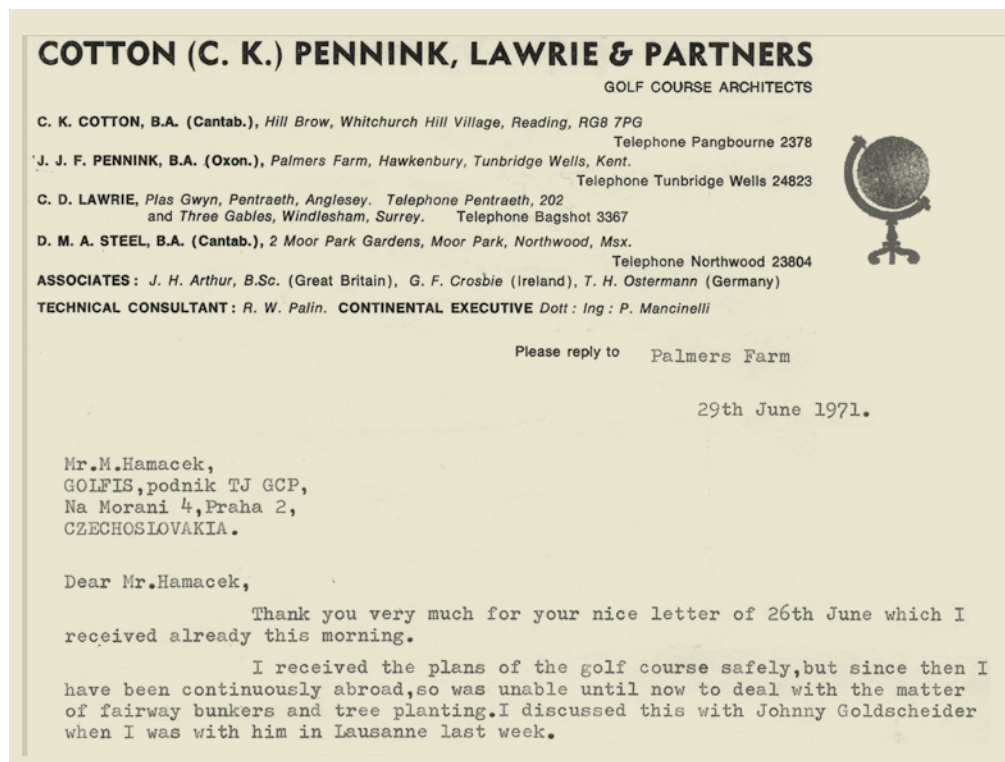 COTTON (C. K.) PENNINK, LAWRIE & PARTNERS
GOLF COURSE ARCHITECTS
C. K. COTTON, B.A. (Cantab.), Hill Brow, Whitchurch Hill Village, Reading, RG8 7PG
Telephone Pangbourne 2378
J. J. F. PENNINK, B.A. (Oxon.), Palmers Farm, Hawkenbury, Tunbridge Wells, Kent.
Telephone Tunbridge Wells 24823
C. D. LAWRIE, Plas Gwyn, Pentraeth, Anglesey. Telephone Pentraeth, 202
and Three Gables, Windlesham, Surrey. Telephone Bagshot 3367
D. M. A. STEEL, B.A. (Cantab.), 2 Moor Park Gardens, Moor Park, Northwood, Msx.
Telephone Northwood 23804
ASSOCIATES : J. H. Arthur, B.Sc. (Great Britain), G. F. Crosbie (Ireland), T. H. Ostermann (Germany)
TECHNICAL CONSULTANT : R. W. Palin. CONTINENTAL EXECUTIVE Dott : Ing : P. Mancinelli
Please reply to Palmers Farm
29th June 1971.
Mr.M.Hamacek,
GOLFIS,podnik TJ GCP,
Na Morani 4,Praha 2,
CZECHOSLOVAKIA.
Dear Mr.Hamacek,
Thank you very much for your nice letter of 26th June which I
received already this morning.
I received the plans of the golf course safely,but since then I
have been continuously abroad,so was unable until now to deal with the matter
of fairway bunkers and tree planting.I discussed this with Johnny Goldscheider
when I was with him in Lausanne last week.